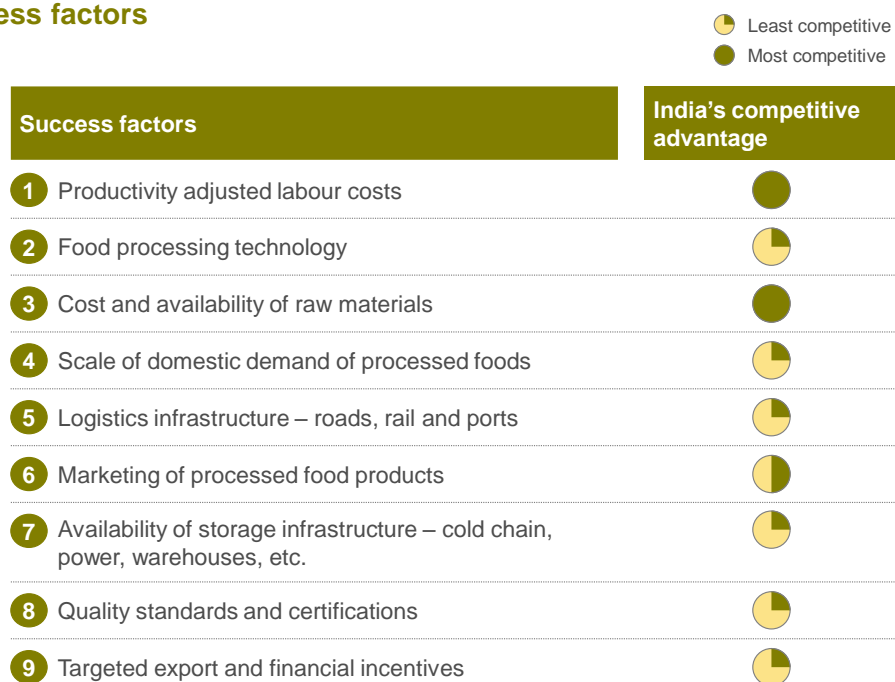 ess factors
Least competitive
Most competitive
Success factors
India's competitive
advantage
1 Productivity adjusted labour costs
2 Food processing technology
3 Cost and availability of raw materials
4 Scale of domestic demand of processed foods
5 Logistics infrastructure – roads, rail and ports
6 Marketing of processed food products
7 Availability of storage infrastructure – cold chain,
power, warehouses, etc.
8 Quality standards and certifications
9 Targeted export and financial incentives